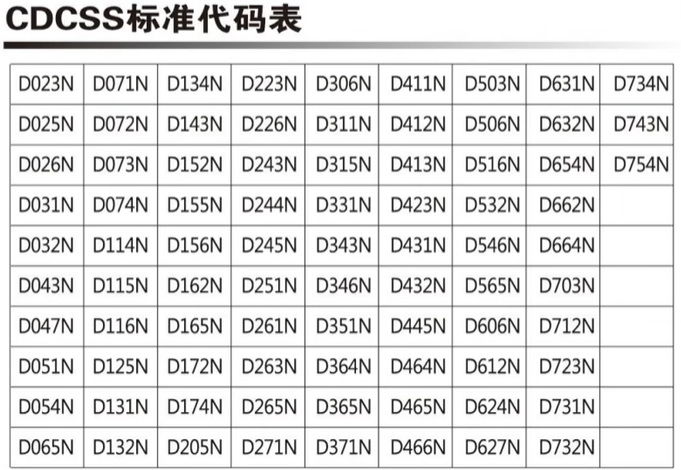 CDCSS标准代码表
D023N D071N D134N D223N D306N D411N D503N D631N D734N
D025N D072N D143N D226N D311N D412N D506N D632N D743N
D026N D073N D152N D243N D315N D413N D516N D654N D754N
D031N D074N D155N D244N D331N D423N D532N D662N
D032N D114N D156N D245N D343N D431N D546N D664N
D043N D115N D162N D251N D346N D432N D565N D703N
D047N D116N D165N D261N D351N D445N D606N D712N
D051N D125N D172N D263N D364N D464N D612N D723N
D054N D131N D174N D265N D365N D465N D624N D731N
D065N D132N D205N D271N D371N D466N D627N D732N